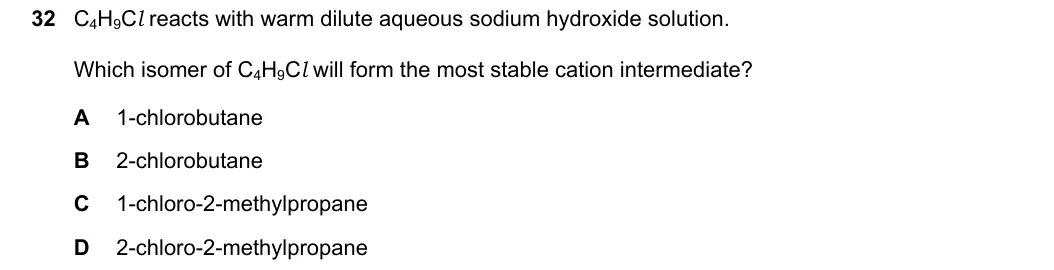 32 C₄H₉Cl reacts with warm dilute aqueous sodium hydroxide solution.
Which isomer of C₄H₉Cl will form the most stable cation intermediate?
A 1-chlorobutane
B 2-chlorobutane
C 1-chloro-2-methylpropane
D 2-chloro-2-methylpropane